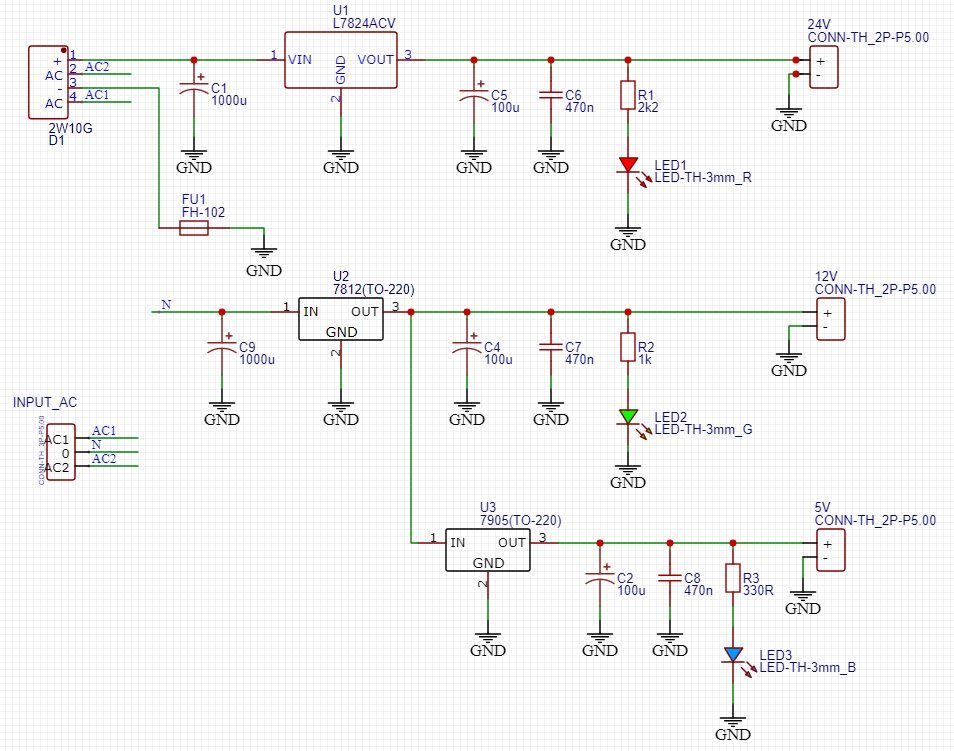 U1
L7824ACV
1
VIN
GND
VOUT
3
2
GND
+
1
AC
2
AC2
-
3
AC
4
AC1
2W10G
D1
+
C1
1000u
GND
FU1
FH-102
GND
+
C5
100u
GND
C6
470n
GND
R1
2k2
LED1
LED-TH-3mm_R
GND
24V
CONN-TH_2P-P5.00
+
-
GND
N
+
C9
1000u
GND
U2
7812(TO-220)
1
IN
OUT
3
GND
2
GND
+
C4
100u
GND
C7
470n
GND
R2
1k
LED2
LED-TH-3mm_G
GND
12V
CONN-TH_2P-P5.00
+
-
GND
INPUT_AC
CONN-TH_3P-P5.00
AC1
AC1
0
N
AC2
AC2
U3
7905(TO-220)
1
IN
OUT
3
GND
2
GND
+
C2
100u
GND
C8
470n
GND
R3
330R
LED3
LED-TH-3mm_B
GND
5V
CONN-TH_2P-P5.00
+
-
GND